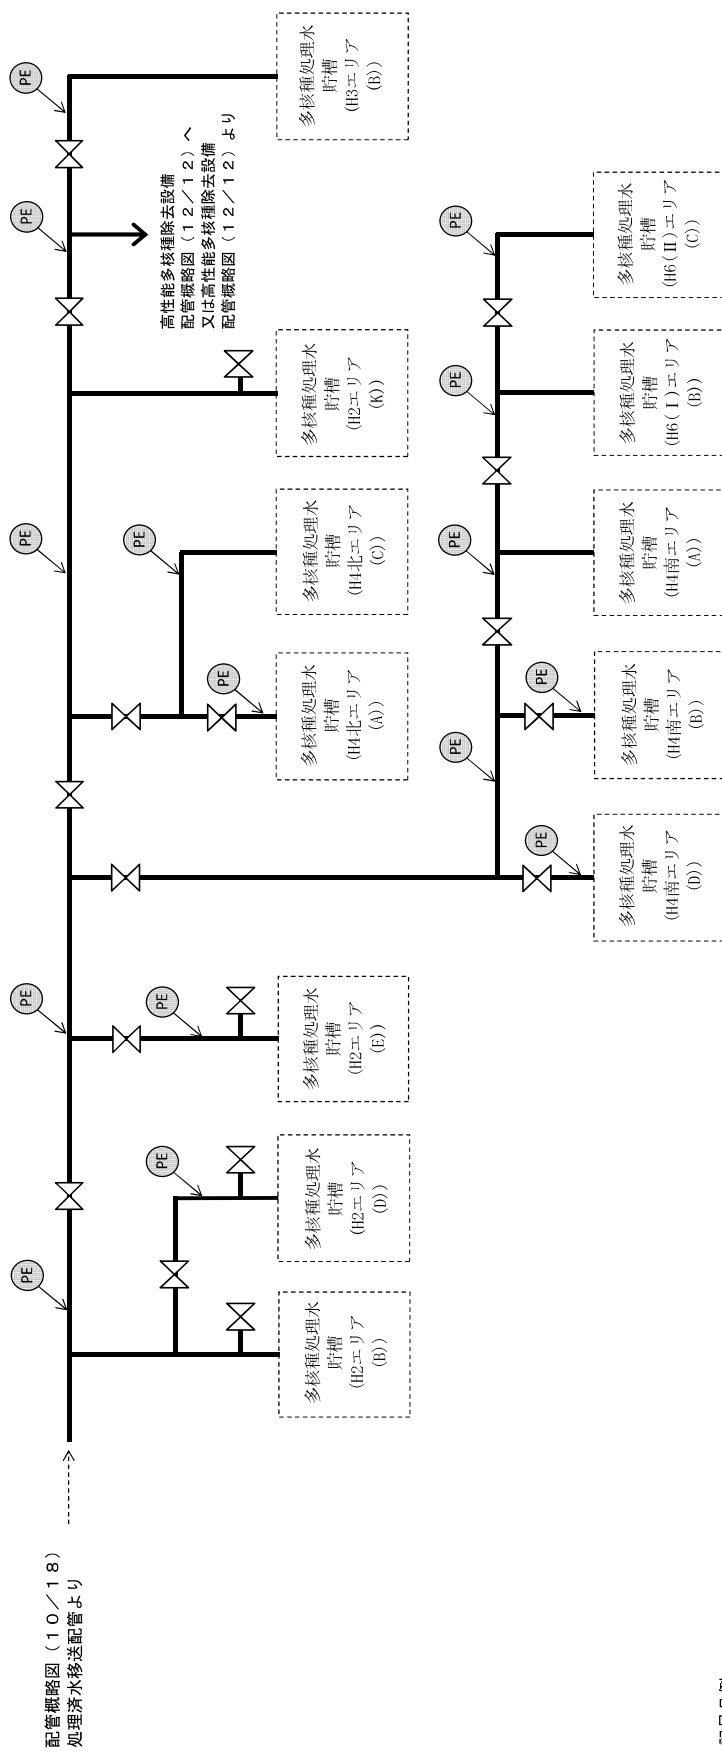 配管概略図（10／18）
処理済水移送配管より
PE
PE
PE
PE
PE
高性能多核種除去設備
配管概略図（12／12）へ
又は高性能多核種除去設備
配管概略図（12／12）より
PE
PE
PE
PE
多核種処理水
貯槽
(H2エリア
(B))
多核種処理水
貯槽
(H2エリア
(D))
多核種処理水
貯槽
(H2エリア
(E))
多核種処理水
貯槽
(H4北エリア
(A))
多核種処理水
貯槽
(H4北エリア
(C))
多核種処理水
貯槽
(H2エリア
(K))
多核種処理水
貯槽
(H3エリア
(B))
PE
PE
PE
PE
PE
PE
多核種処理水
貯槽
(H4南エリア
(D))
多核種処理水
貯槽
(H4南エリア
(B))
多核種処理水
貯槽
(H4南エリア
(A))
多核種処理水
貯槽
(H6(Ⅰ)エリア
(B))
多核種処理水
貯槽
(H6(Ⅱ)エリア
(C))